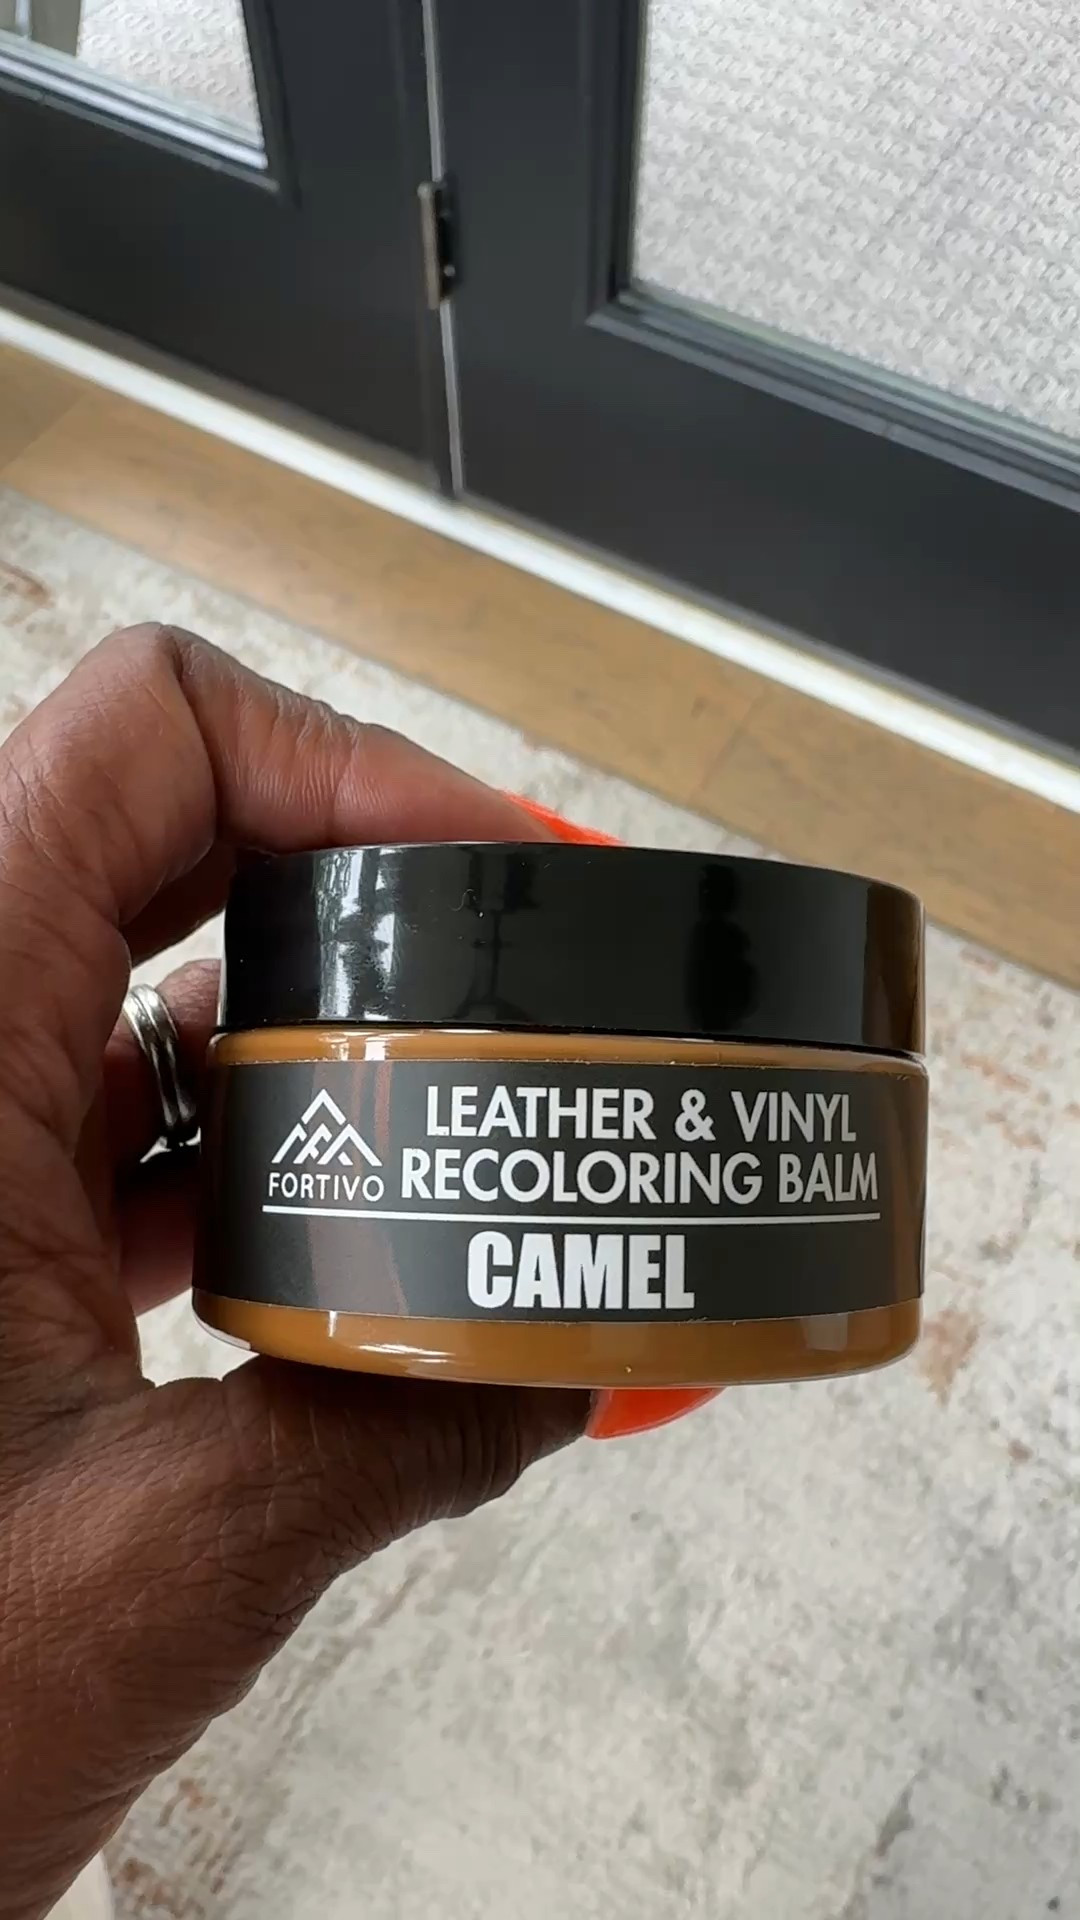 LEATHER & VINYL
RECOLORING BALM
FORTIVO
CAMEL